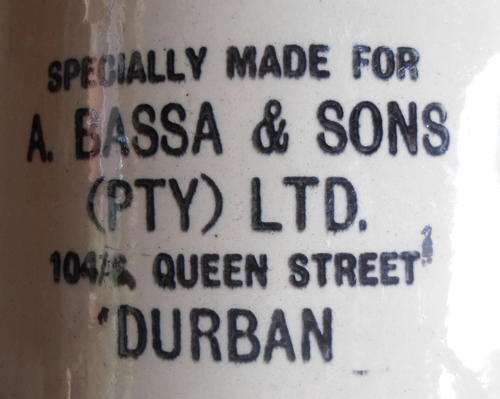 SPECIALLY MADE FOR
A. BASSA & SONS
(PTY) LTD.
QUEEN STREET
DURBAN